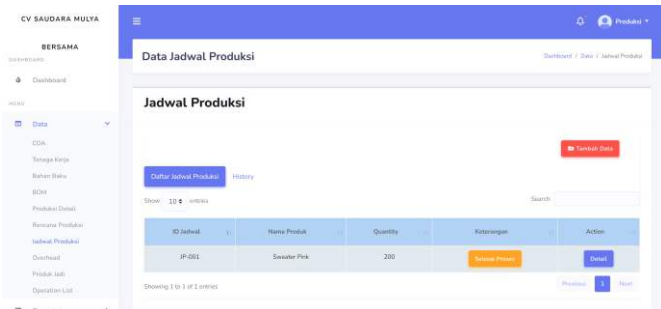 CV SAUDARA MULYA
BERSAMA
DASHBOARD
Dashboard
MENU
Data
COA
Tenaga Kerja
Bahan Baku
BOM
Produksi Detail
Rencana Produksi
Jadwal Produksi
Overhead
Produk Jadi
Operation List
Produksi
Data Jadwal Produksi
Dashboard / Data / Jadwal Produksi
Jadwal Produksi
Tambah Data
Daftar Jadwal Produksi History
Show 10 entries
Search
ID Jadwal Nama Produk Quantity Keterangan Action
JP-001 Sweater Pink 200 Selesai Proses Detail
Showing 1 to 1 of 1 entries
Previous 1 Next